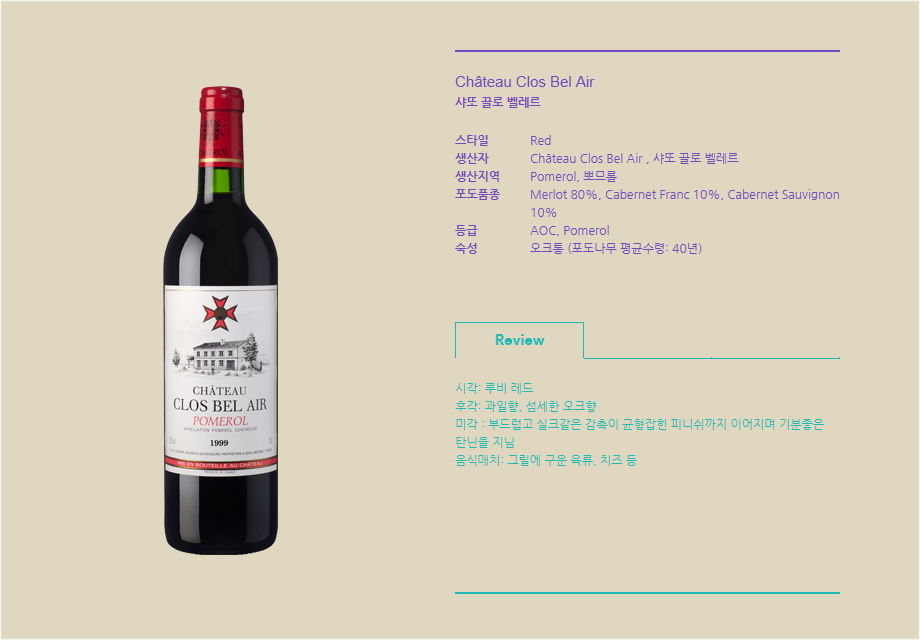 Château Clos Bel Air
샤또 끌로 벨레르
스타일 Red
생산자 Château Clos Bel Air , 샤또 끌로 벨레르
생산지역 Pomerol, 뽀므롤
포도품종 Merlot 80%, Cabernet Franc 10%, Cabernet Sauvignon
10%
등급 AOC, Pomerol
숙성 오크통 (포도나무 평균수령: 40년)
Review
시각: 루비 레드
후각: 과일향, 섬세한 오크향
미각 : 부드럽고 실크같은 감촉이 균형잡힌 피니쉬까지 이어지며 기분좋은
탄닌을 지님
음식매치: 그릴에 구운 육류, 치즈 등
CHÂTEAU
CLOS BEL AIR
POMEROL
APPELLATION POMEROL CONTRÔLÉE
1999
MIS EN BOUTEILLE AU CHÂTEAU